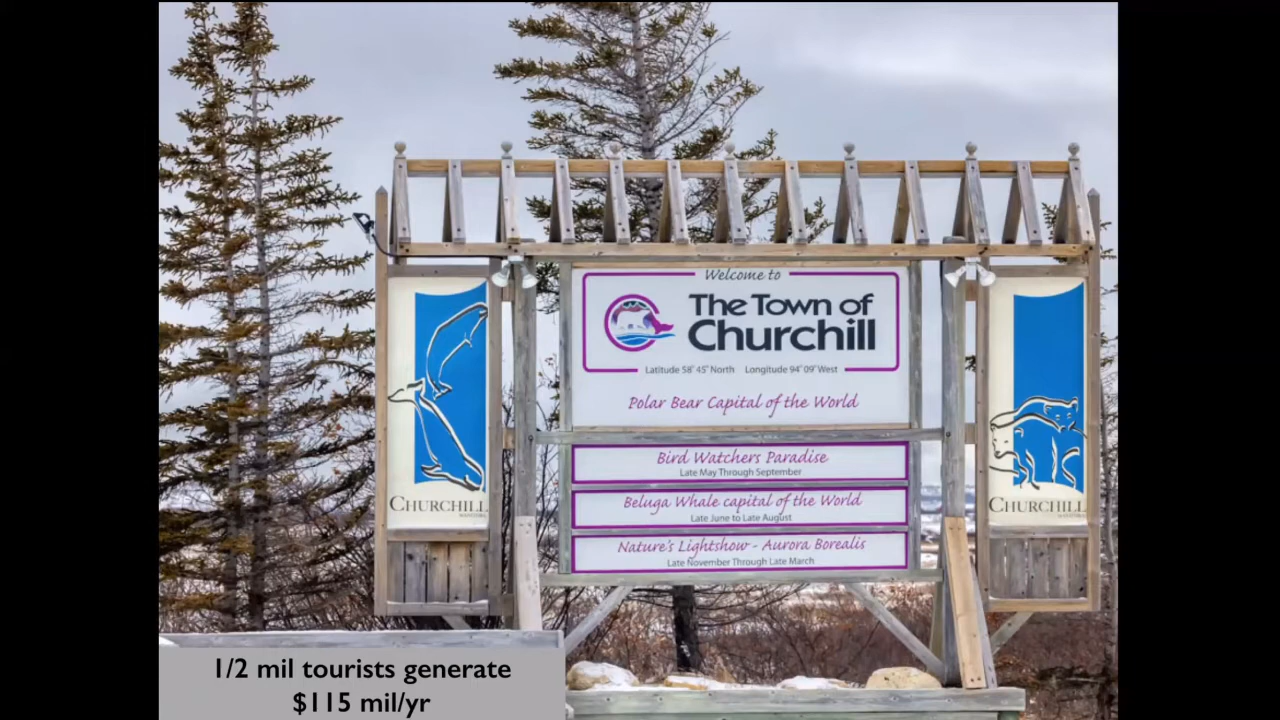 Welcome to
The Town of
Churchill
Latitude 58° 45' North Longitude 94° 09' West
Polar Bear Capital of the World
Bird Watchers Paradise
Late May Through September
Beluga Whale capital of the World
Late June to Late August
Nature's Lightshow - Aurora Borealis
Late November Through Late March
CHURCHILL
CHURCHILL
1/2 mil tourists generate
$115 mil/yr